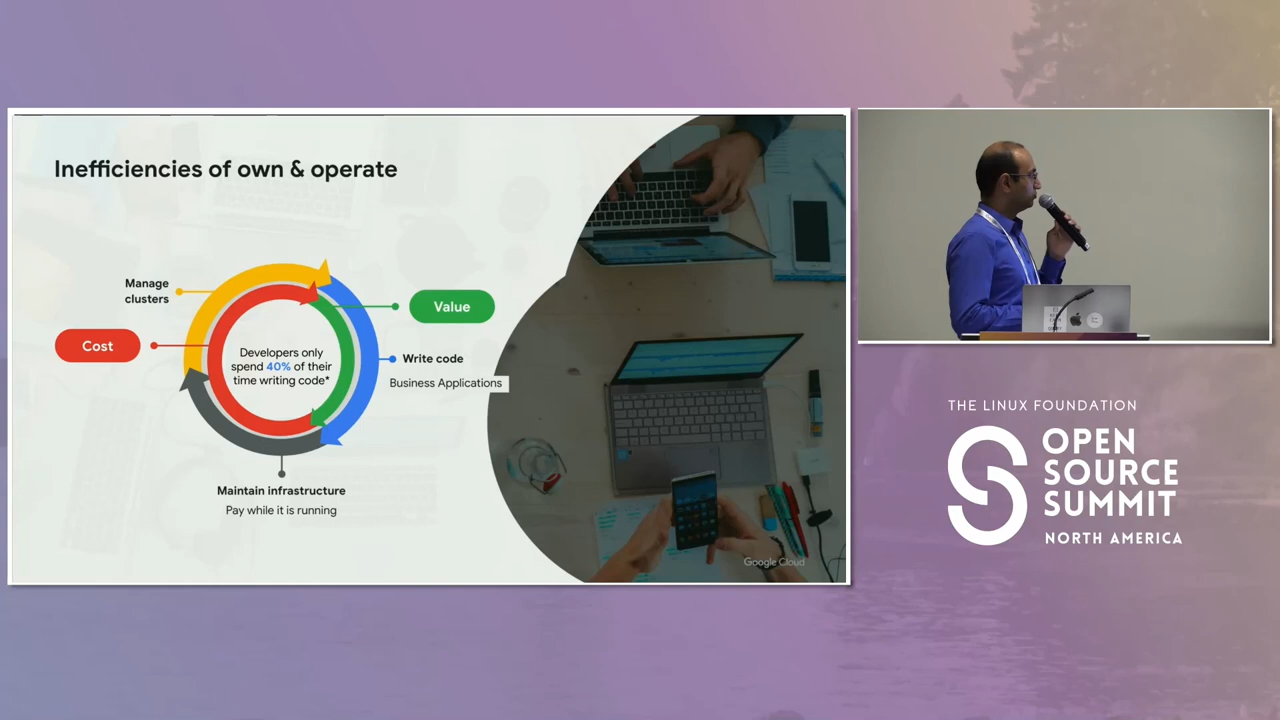 Inefficiencies of own & operate
Manage
clusters
Cost
Value
Developers only
spend 40% of their
time writing code*
Write code
Business Applications
Maintain infrastructure
Pay while it is running
Google Cloud
THE LINUX FOUNDATION
OPEN
SOURCE
SUMMIT
NORTH AMERICA